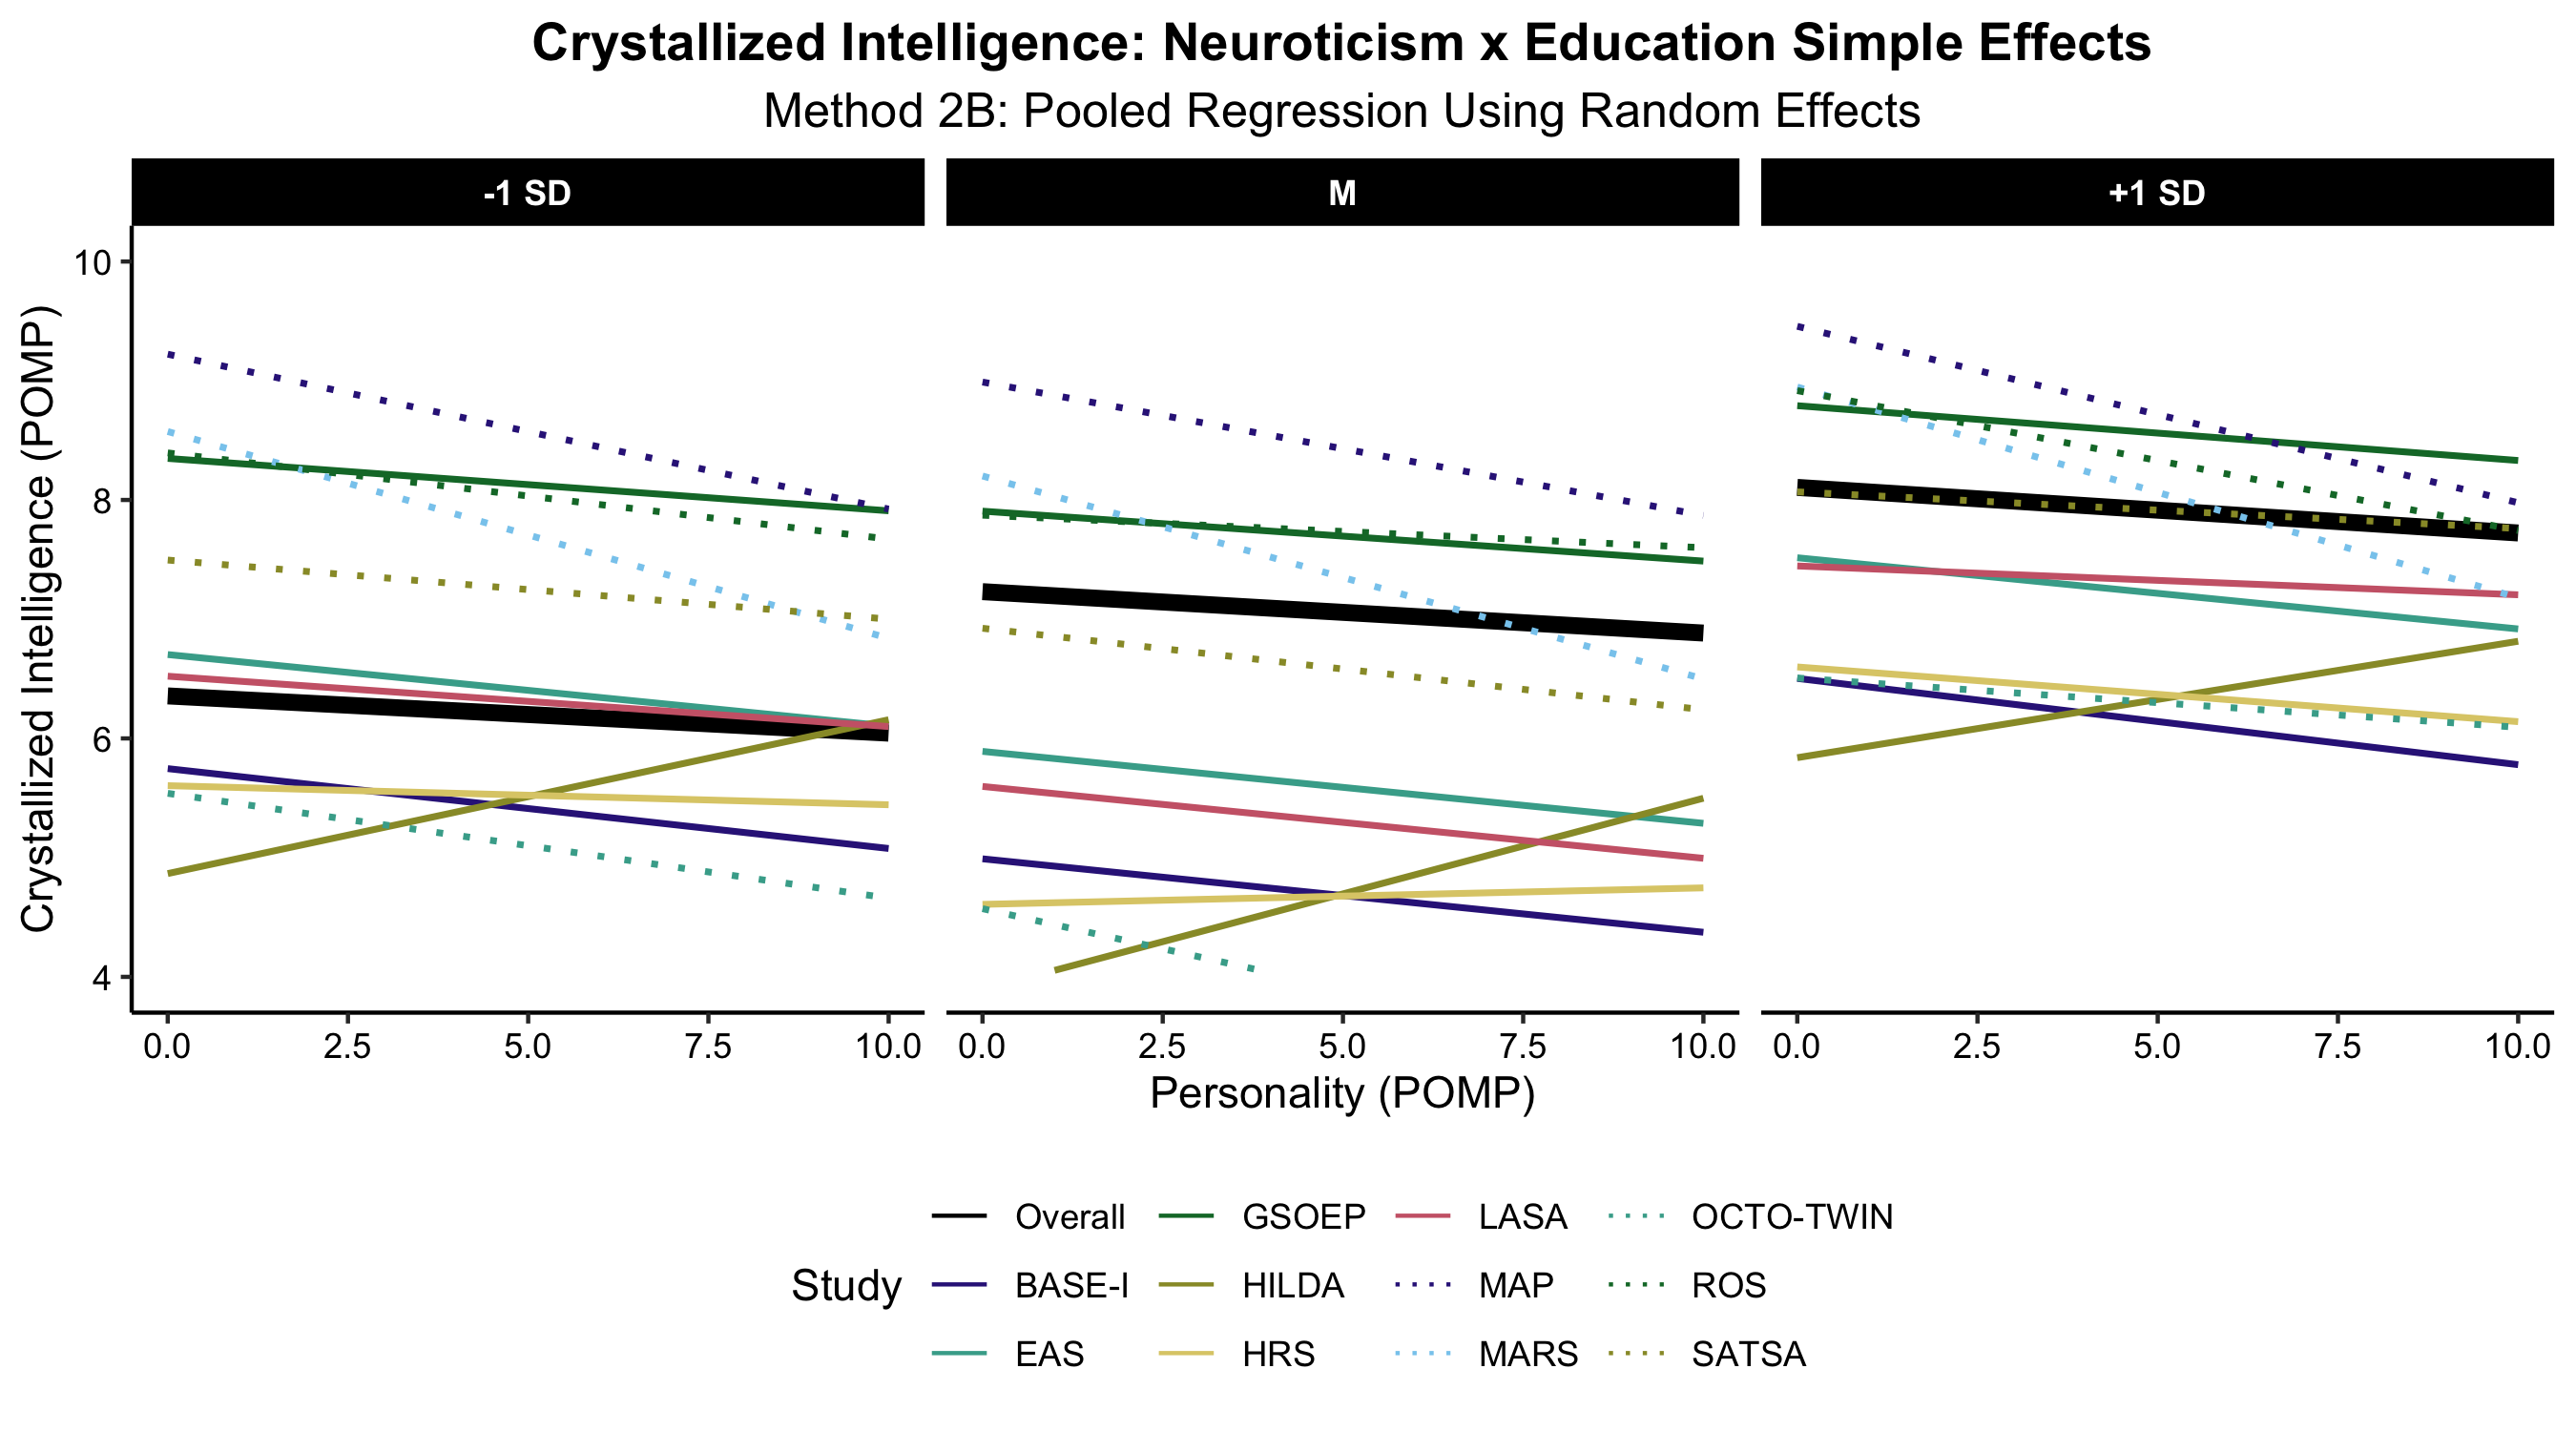 Crystallized Intelligence: Neuroticism x Education Simple Effects
Method 2B: Pooled Regression Using Random Effects
-1 SD M +1 SD
Crystallized Intelligence (POMP)
10
8
6
4
0.0 2.5 5.0 7.5 10.0 0.0 2.5 5.0 7.5 10.0 0.0 2.5 5.0 7.5 10.0
Personality (POMP)
Study
Overall GSOEP LASA OCTO-TWIN
BASE-I HILDA MAP ROS
EAS HRS MARS SATSA